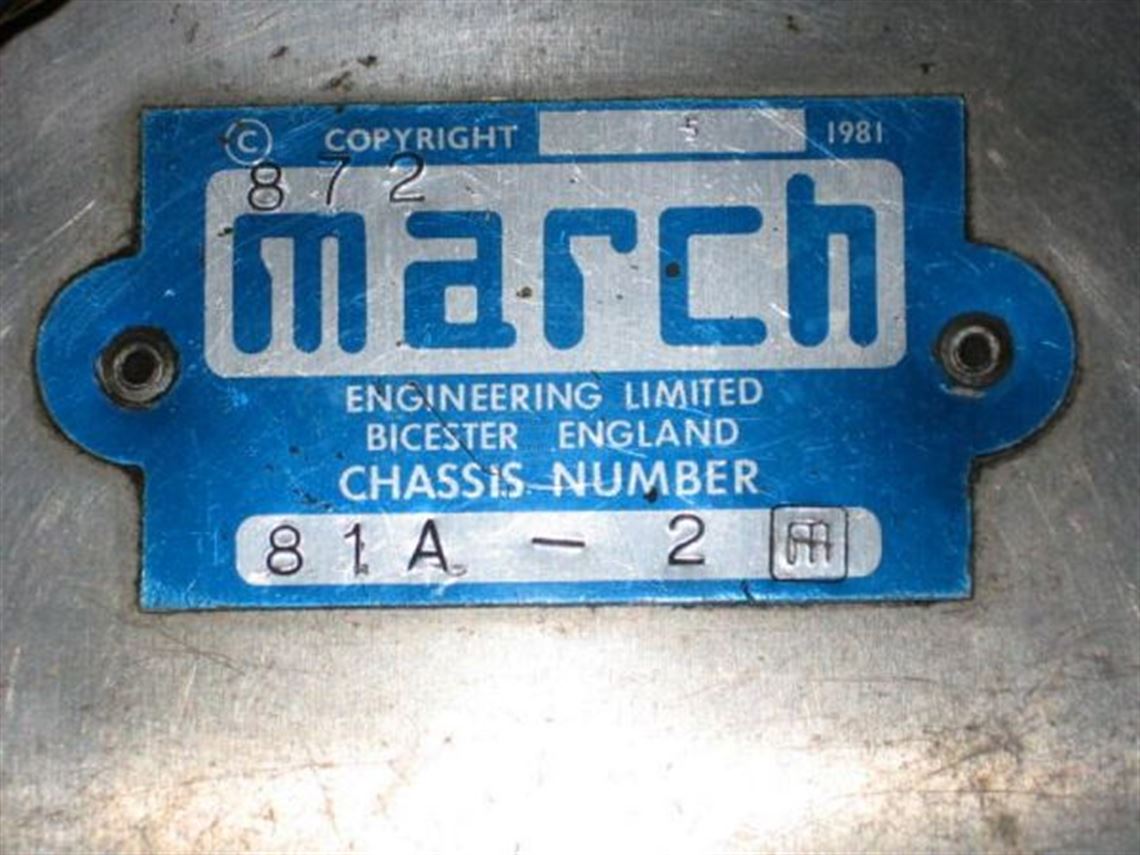 © COPYRIGHT 5 1981
872
march
ENGINEERING LIMITED
BICESTER ENGLAND
CHASSIS NUMBER
81A - 2 m